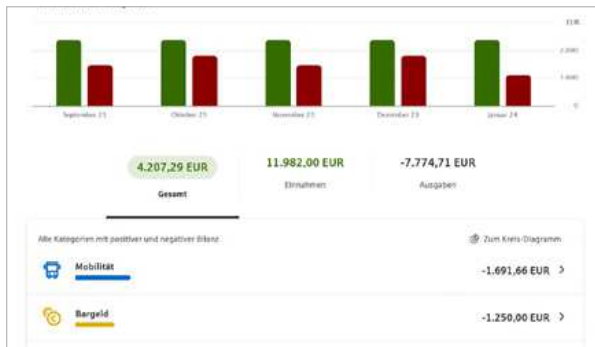 EUR
2.000
1.000
0
September 23
Oktober 23
November 23
Dezember 23
Januar 24
4.207,29 EUR
11.982,00 EUR
-7.774,71 EUR
Gesamt
Einnahmen
Ausgaben
Alle Kategorien mit positiver und negativer Bilanz
Zum Kreis-Diagramm
Mobilität
-1.691,66 EUR
Bargeld
-1.250,00 EUR